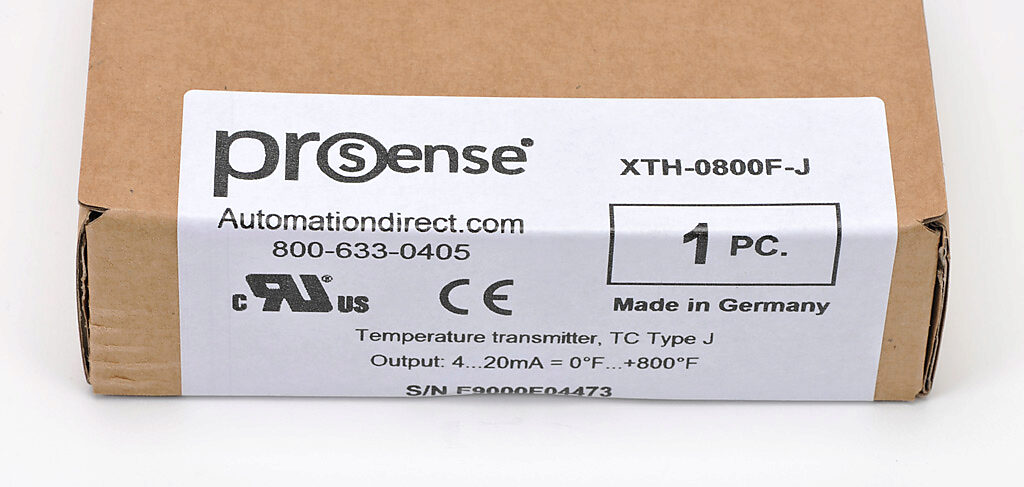 prosense
Automationdirect.com
800-633-0405
c RU® US
CE
XTH-0800F-J
1 PC.
Made in Germany
Temperature transmitter, TC Type J
Output: 4...20mA = 0°F...+800°F
S/N